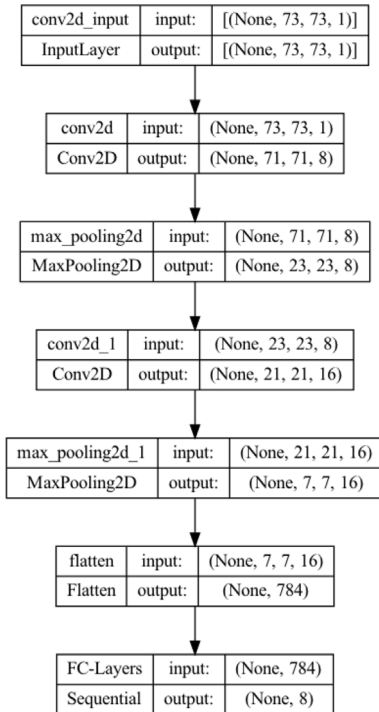 conv2d_input input: [(None, 73, 73, 1)]
InputLayer output: [(None, 73, 73, 1)]
conv2d input: (None, 73, 73, 1)
Conv2D output: (None, 71, 71, 8)
max_pooling2d input: (None, 71, 71, 8)
MaxPooling2D output: (None, 23, 23, 8)
conv2d_1 input: (None, 23, 23, 8)
Conv2D output: (None, 21, 21, 16)
max_pooling2d_1 input: (None, 21, 21, 16)
MaxPooling2D output: (None, 7, 7, 16)
flatten input: (None, 7, 7, 16)
Flatten output: (None, 784)
FC-Layers input: (None, 784)
Sequential output: (None, 8)